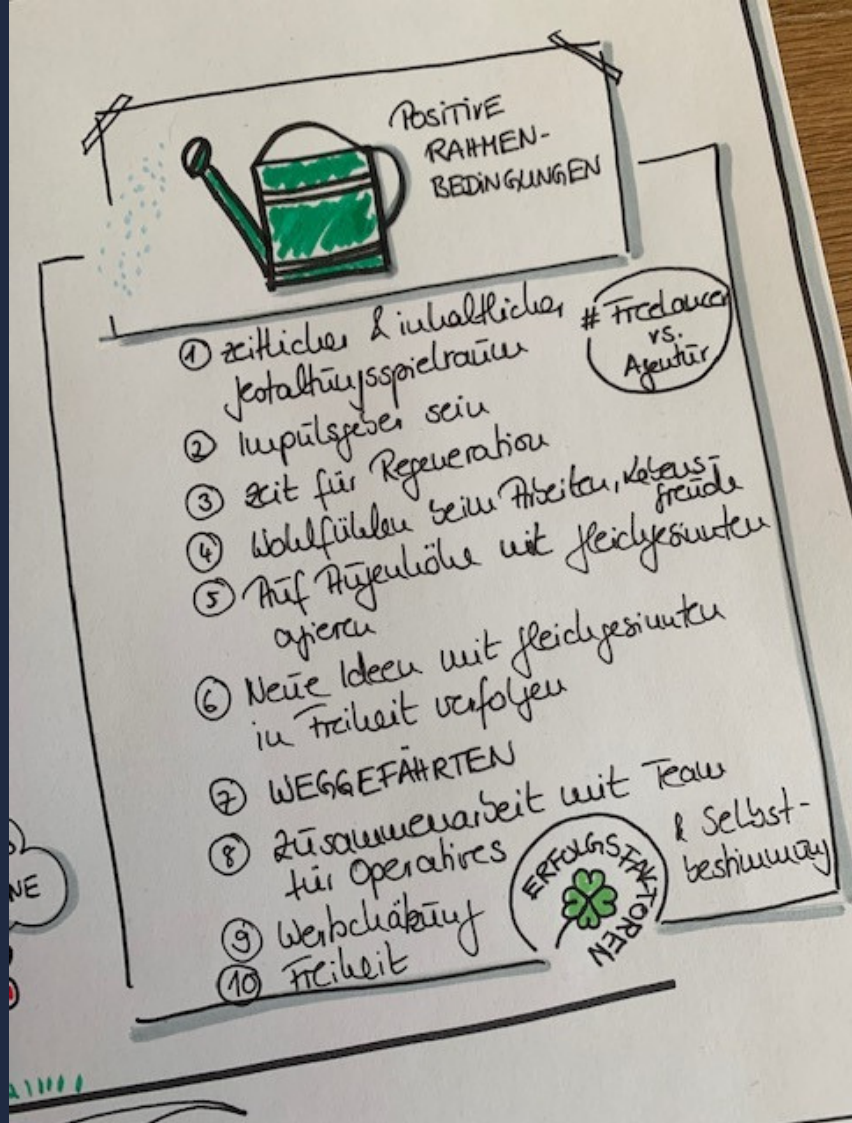 POSITIVE
RAHMEN-
BEDINGUNGEN
# Freelancer
vs.
Agentur
① zeitlicher & inhaltlicher
gestaltungsspielraum
② Impulsgeber sein
③ zeit für Regeneration
④ Wohlfühlen beim Arbeiten, Lebens-
freude
⑤ Auf Augenhöhe mit gleichgesinnten
agieren
⑥ Neue Ideen mit gleichgesinnten
in Freiheit verfolgen
⑦ WEGGEFÄHRTEN
⑧ Zusammenarbeit mit Team
für Operatives
& Selbst-
bestimmung
⑨ Wertschätzung
⑩ Freiheit
ERFOLGSFAKTOREN
NE